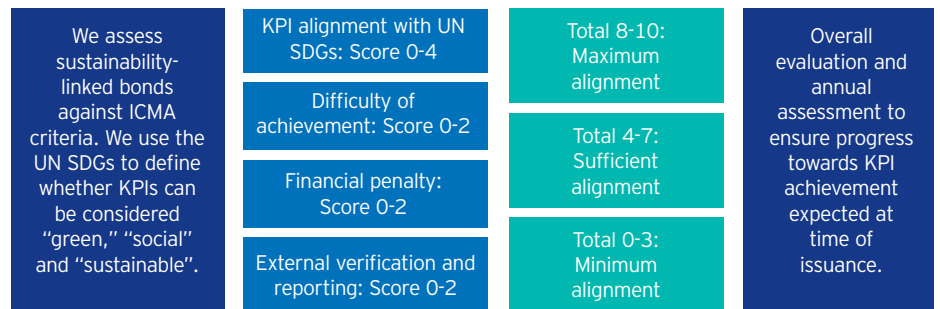 We assess
sustainability-
linked bonds
against ICMA
criteria. We use the
UN SDGs to define
whether KPIs can
be considered
“green,” “social”
and “sustainable”.
KPI alignment with UN
SDGs: Score 0-4
Difficulty of
achievement: Score 0-2
Financial penalty:
Score 0-2
External verification and
reporting: Score 0-2
Total 8-10:
Maximum
alignment
Total 4-7:
Sufficient
alignment
Total 0-3:
Minimum
alignment
Overall
evaluation and
annual
assessment to
ensure progress
towards KPI
achievement
expected at
time of
issuance.